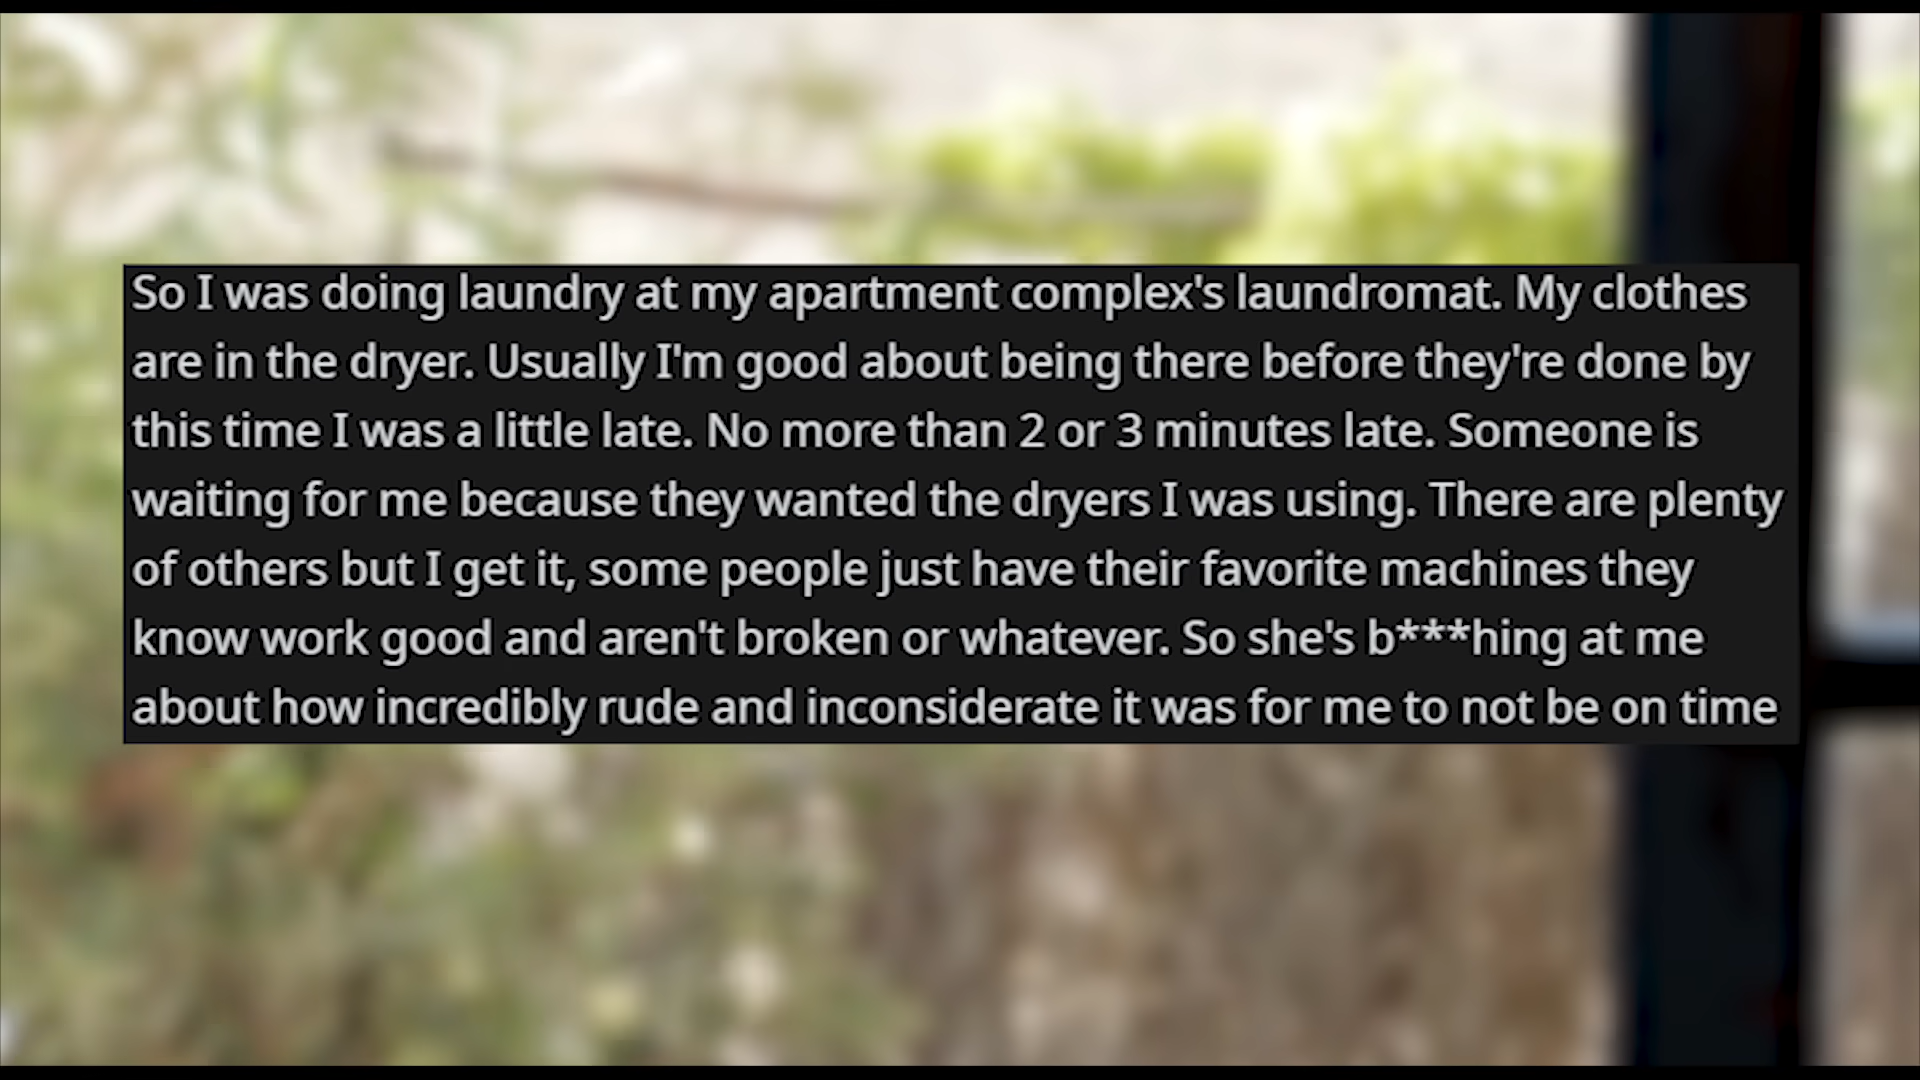 So I was doing laundry at my apartment complex's laundromat. My clothes
are in the dryer. Usually I'm good about being there before they're done by
this time I was a little late. No more than 2 or 3 minutes late. Someone is
waiting for me because they wanted the dryers I was using. There are plenty
of others but I get it, some people just have their favorite machines they
know work good and aren't broken or whatever. So she's b***hing at me
about how incredibly rude and inconsiderate it was for me to not be on time